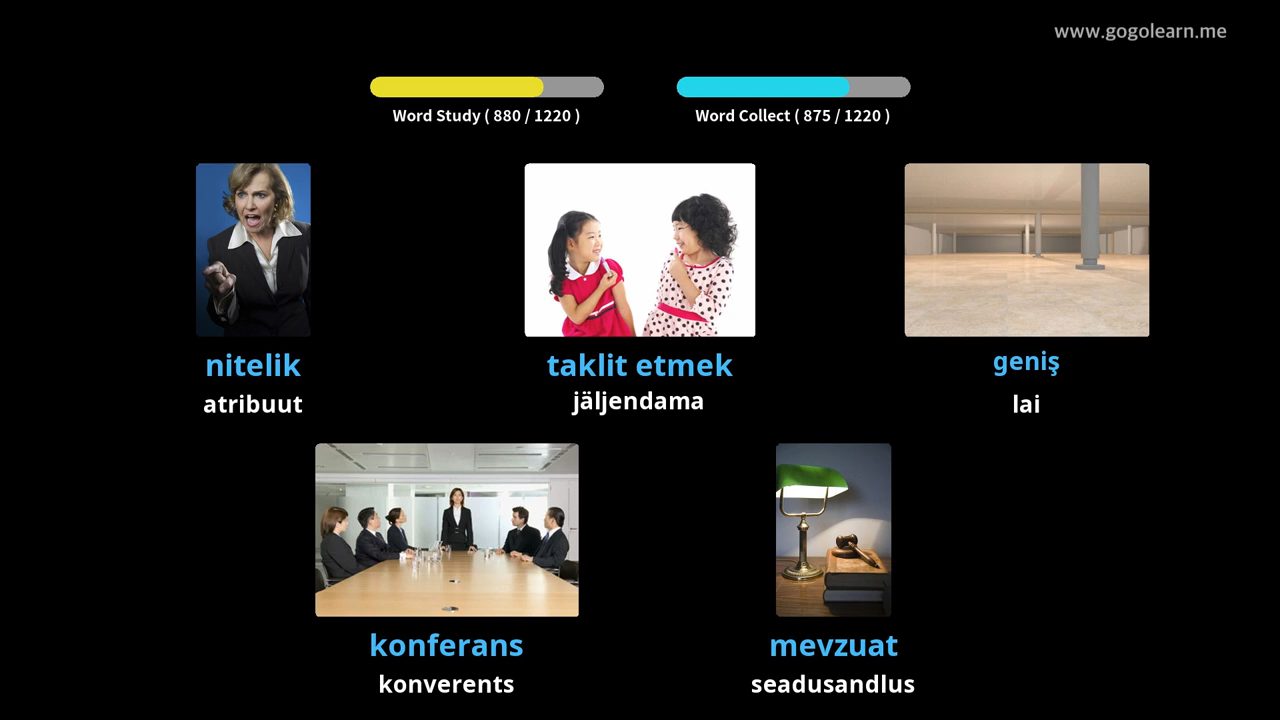 www.gogolearn.me
Word Study ( 880 / 1220 )
Word Collect ( 875 / 1220 )
nitelik
atribuut
taklit etmek
jäljendama
geniş
lai
konferans
konverents
mevzuat
seadusandlus